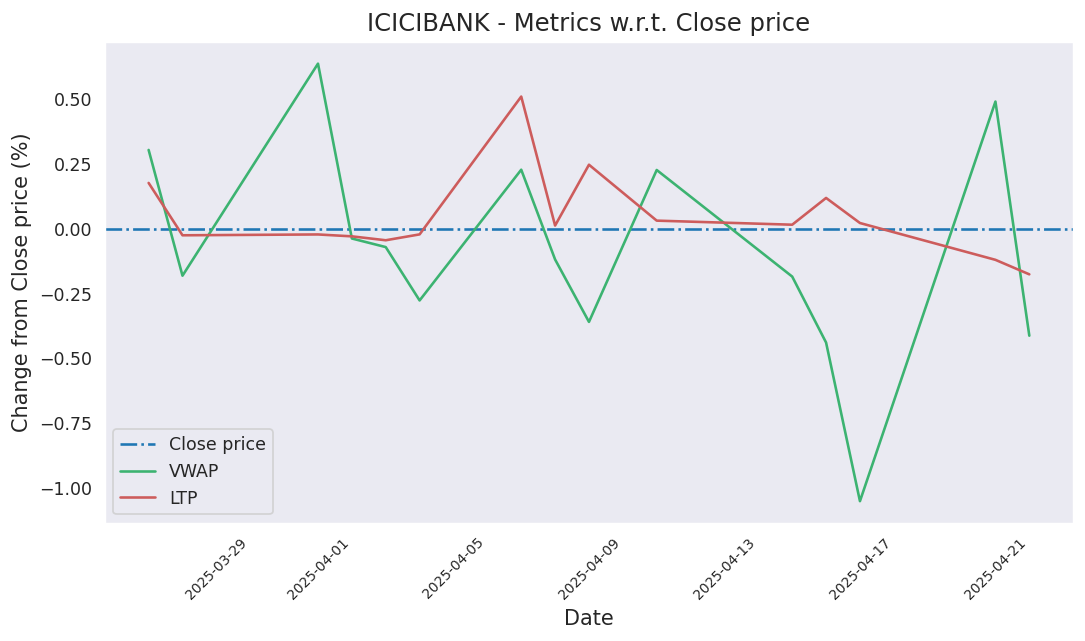 ICICIBANK - Metrics w.r.t. Close price
Change from Close price (%)
0.50
0.25
0.00
−0.25
−0.50
−0.75
−1.00
Close price
VWAP
LTP
2025-03-29
2025-04-01
2025-04-05
2025-04-09
2025-04-13
2025-04-17
2025-04-21
Date